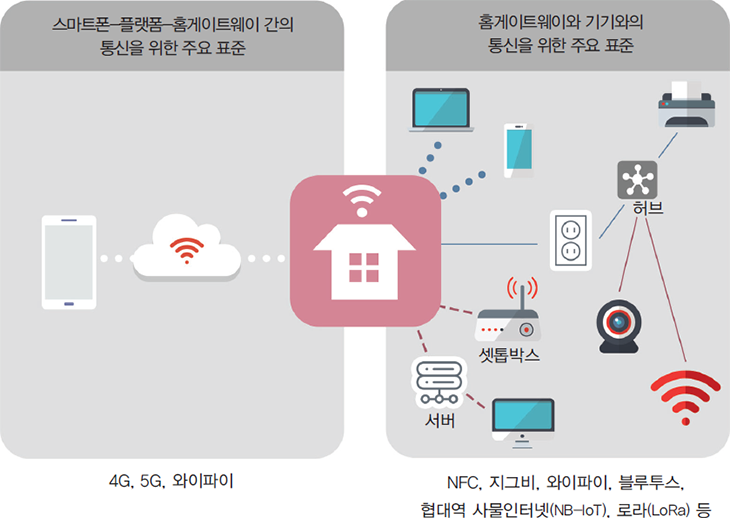 스마트폰-플랫폼-홈게이트웨이 간의
통신을 위한 주요 표준
홈게이트웨이와 기기와의
통신을 위한 주요 표준
허브
셋톱박스
서버
4G, 5G, 와이파이
NFC, 지그비, 와이파이, 블루투스,
협대역 사물인터넷(NB-IoT), 로라(LoRa) 등